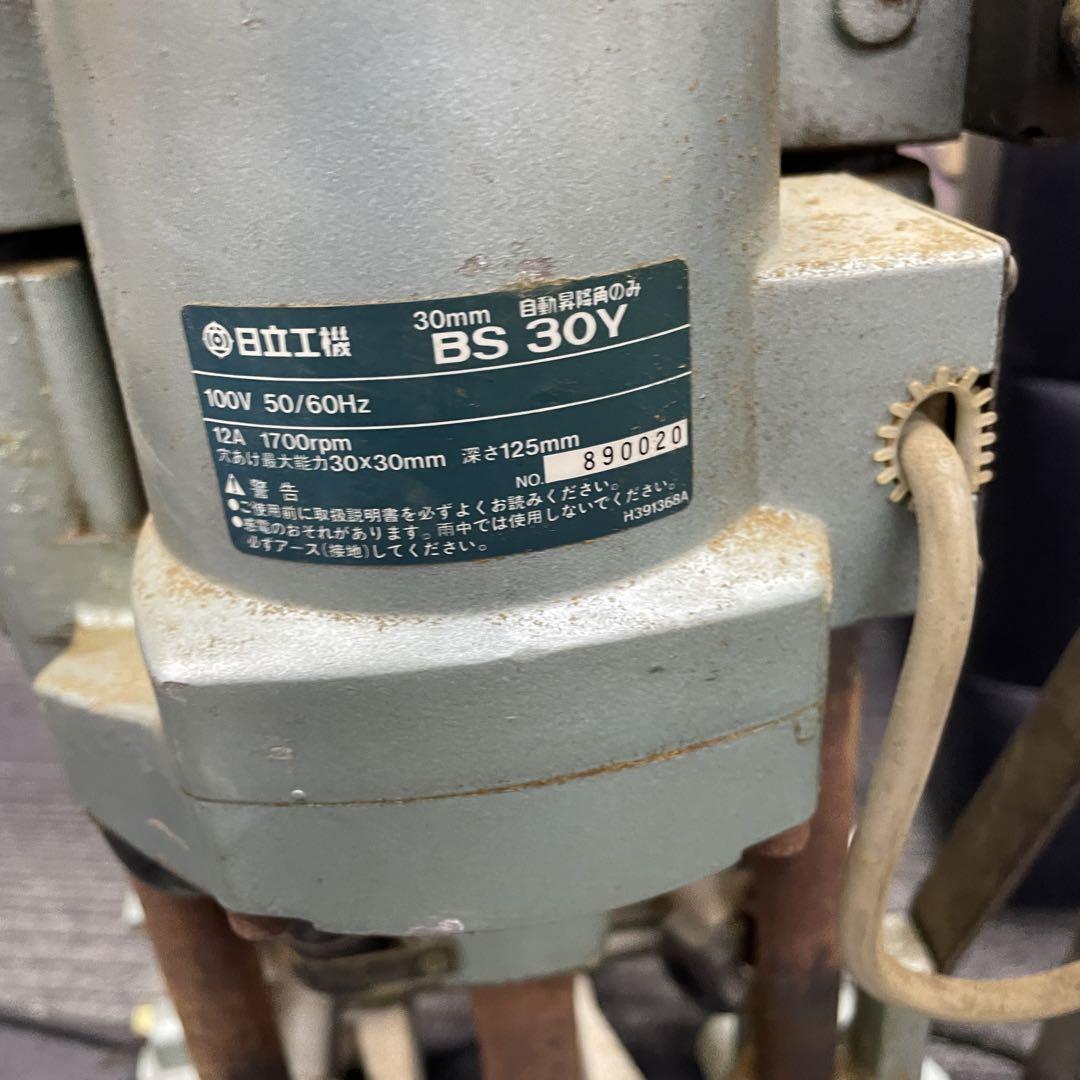 30mm 自動昇降角のみ
日立工機 BS 30Y
100V 50/60Hz
12A 1700rpm
穴あけ最大能力30×30mm 深さ125mm
NO. 890020
警告
●ご使用前に取扱説明書を必ずよくお読みください。
●感電のおそれがあります。雨中では使用しないでください。
必ずアース(接地)してください。
H391368A